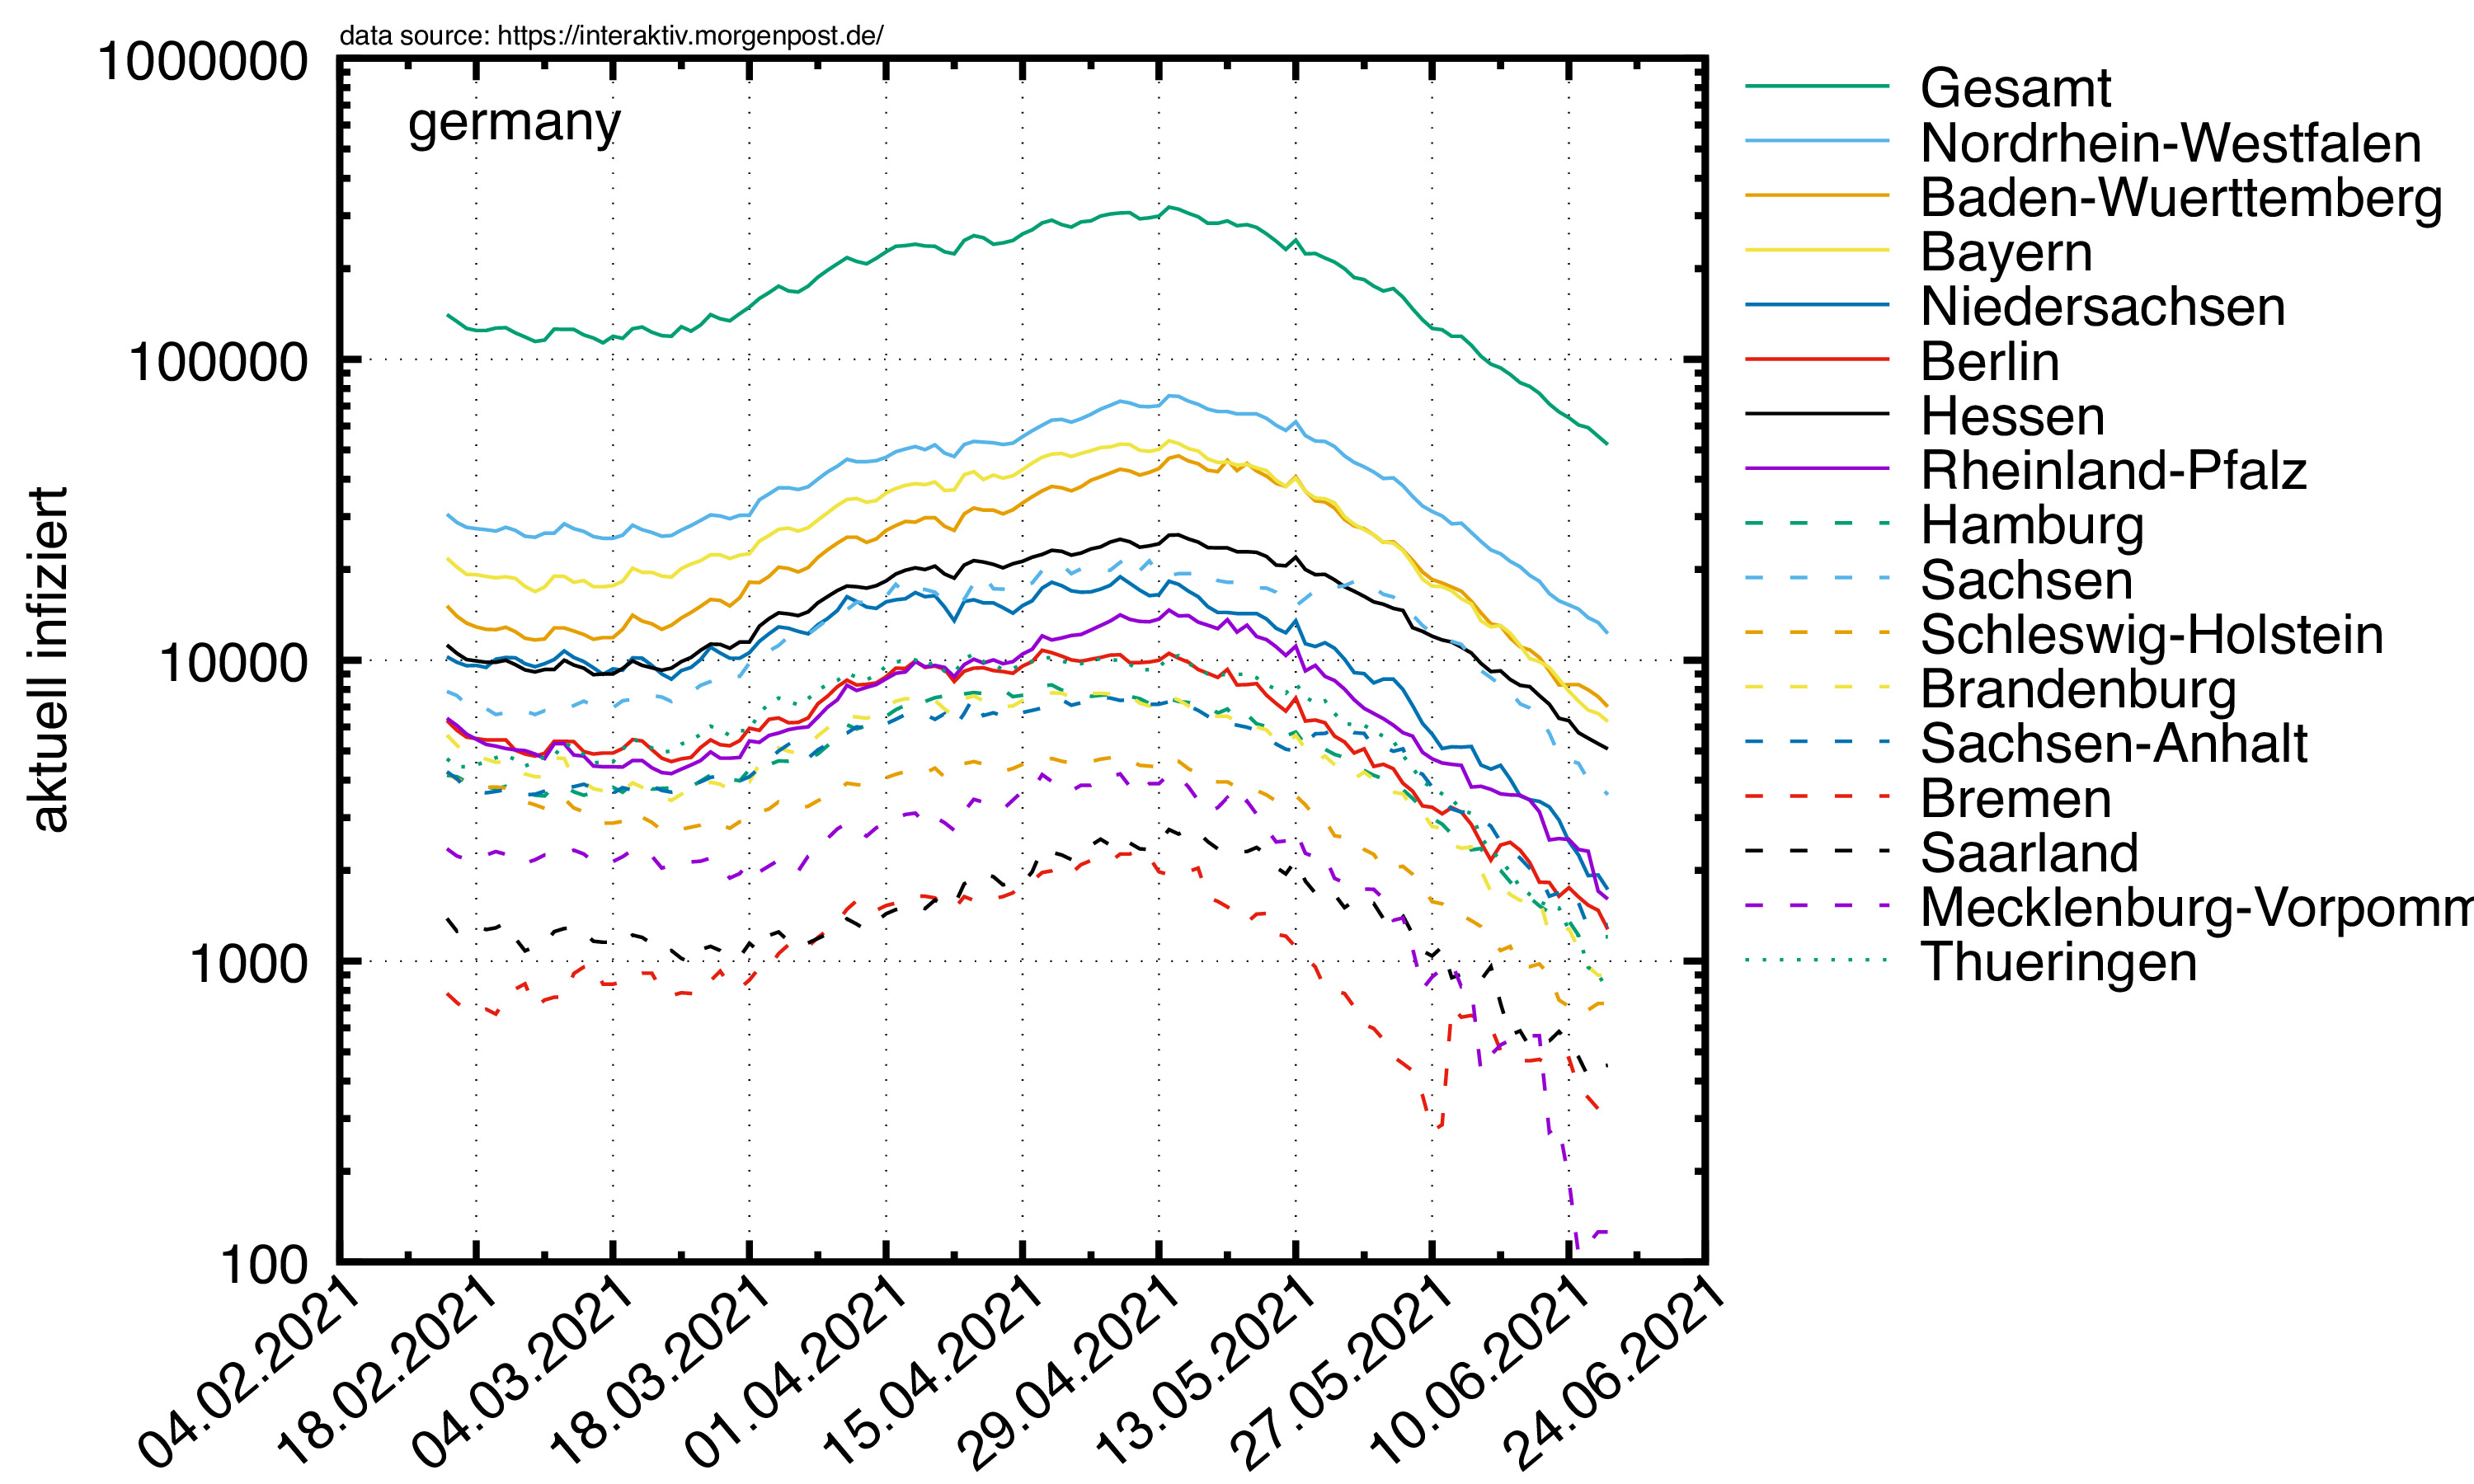 data source: https://interaktiv.morgenpost.de/
germany
aktuell infiziert
1000000
100000
10000
1000
100
04.02.2021
18.02.2021
04.03.2021
18.03.2021
01.04.2021
15.04.2021
29.04.2021
13.05.2021
27.05.2021
10.06.2021
24.06.2021
Gesamt
Nordrhein-Westfalen
Baden-Wuerttemberg
Bayern
Niedersachsen
Berlin
Hessen
Rheinland-Pfalz
Hamburg
Sachsen
Schleswig-Holstein
Brandenburg
Sachsen-Anhalt
Bremen
Saarland
Mecklenburg-Vorpomm
Thueringen